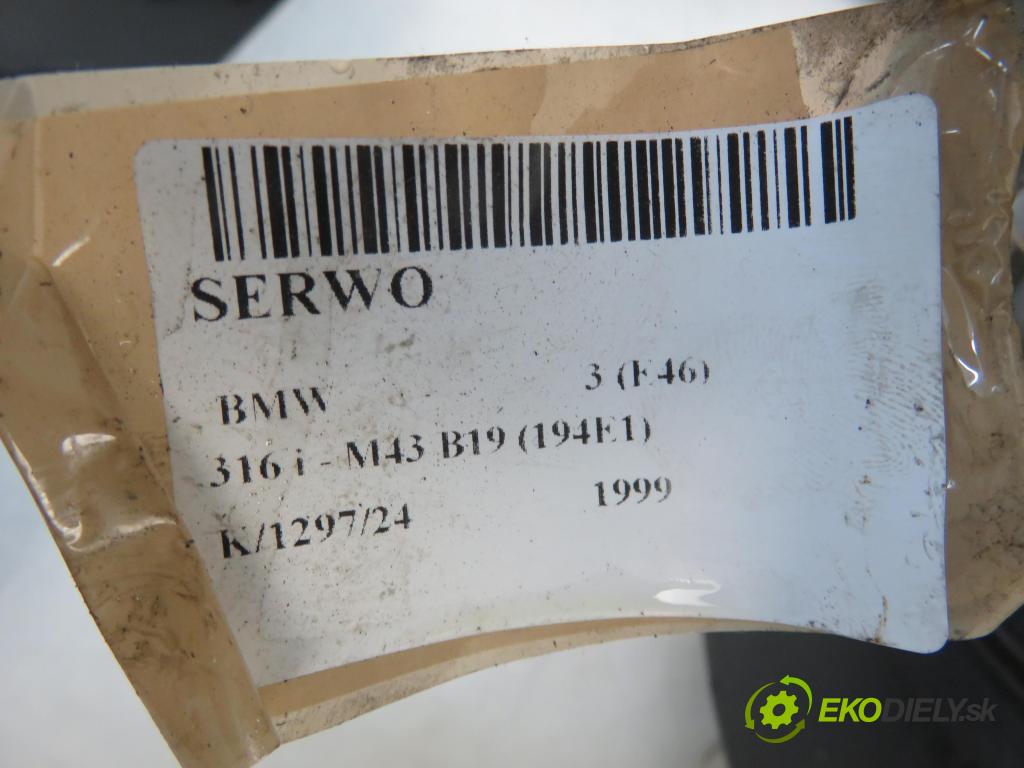 SERWO
BMW 3 (E46)
316 i - M43 B19 (194E1)
K/1297/24 1999
EKODIELY.sk